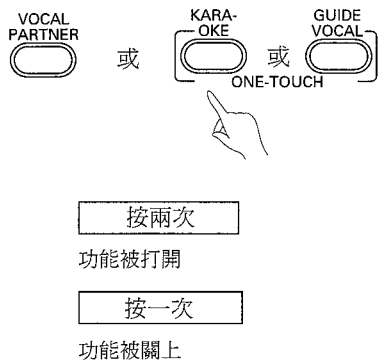 VOCAL PARTNER 或 KARA-OKE 或 GUIDE VOCAL
ONE-TOUCH
按兩次
功能被打開
按一次
功能被關上